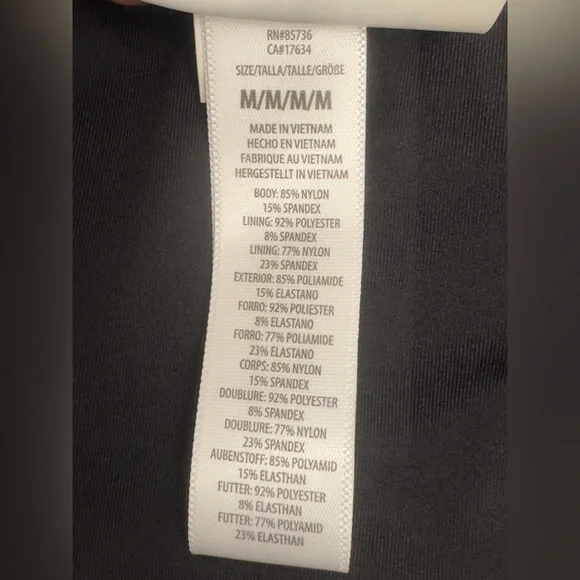 RN#85736
CA#17634
SIZE/TALLA/TALLE/GRÖBE
M/M/M/M
MADE IN VIETNAM
HECHO EN VIETNAM
FABRIQUE AU VIETNAM
HERGESTELLT IN VIETNAM
BODY: 85% NYLON
15% SPANDEX
LINING: 92% POLYESTER
8% SPANDEX
LINING: 77% NYLON
23% SPANDEX
EXTERIOR: 85% POLIAMIDE
15% ELASTANO
FORRO: 92% POLIESTER
8% ELASTANO
FORRO: 77% POLIAMIDE
23% ELASTANO
CORPS: 85% NYLON
15% SPANDEX
DOUBLURE: 92% POLYESTER
8% SPANDEX
DOUBLURE: 77% NYLON
23% SPANDEX
AUBENSTOFF: 85% POLYAMID
15% ELASTHAN
FUTTER: 92% POLYESTER
8% ELASTHAN
FUTTER: 77% POLYAMID
23% ELASTHAN